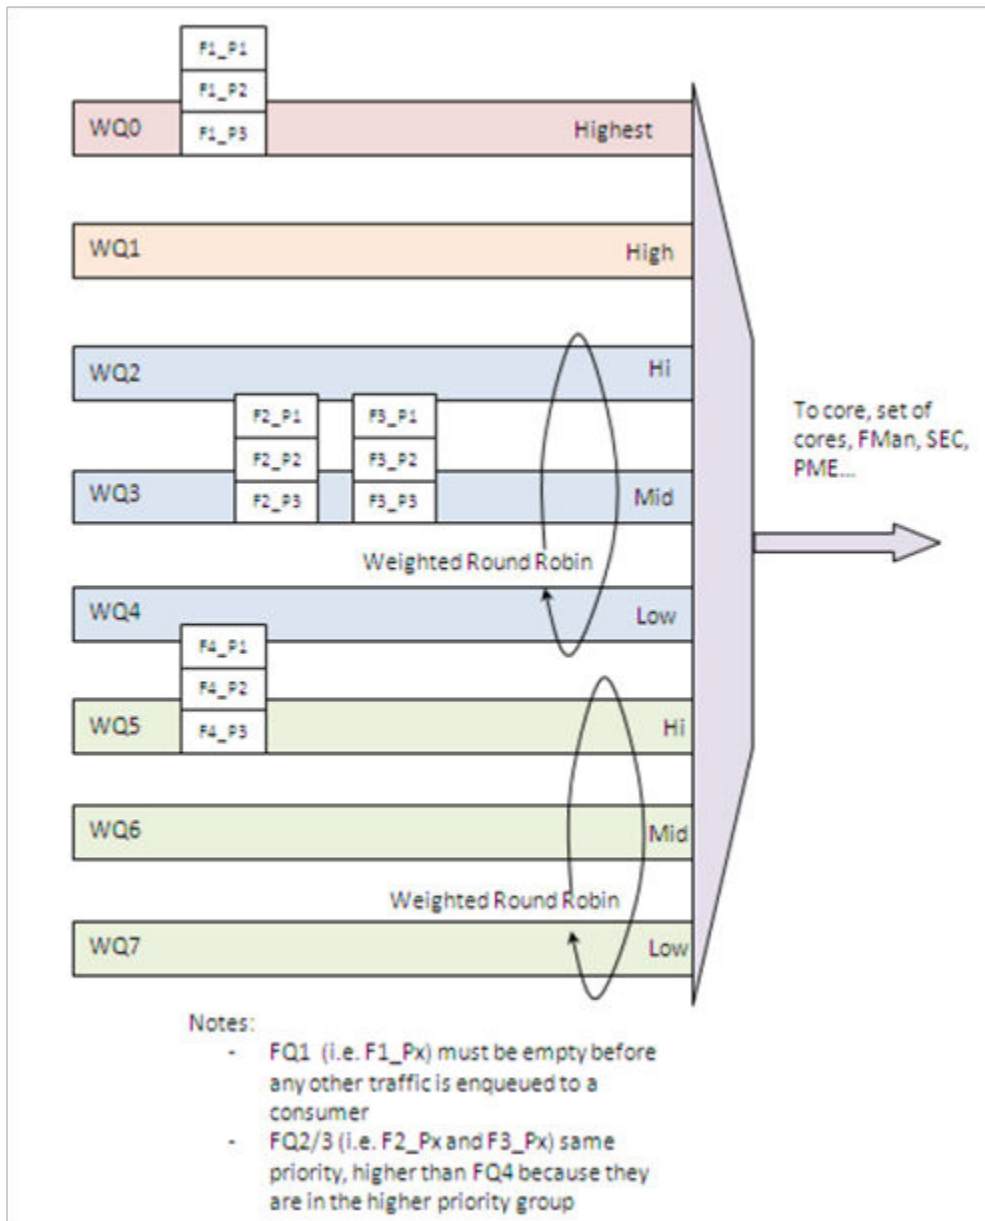 F1_P1
F1_P2
WQ0
F1_P3
Highest
WQ1
High
WQ2
Hi
F2_P1
F3_P1
F2_P2
F3_P2
WQ3
F2_P3
F3_P3
Mid
To core, set of
cores, FMan, SEC,
PME...
Weighted Round Robin
WQ4
Low
F4_P1
F4_P2
WQ5
F4_P3
Hi
WQ6
Mid
Weighted Round Robin
WQ7
Low
Notes:
- FQ1 (i.e. F1_Px) must be empty before
any other traffic is enqueued to a
consumer
- FQ2/3 (i.e. F2_Px and F3_Px) same
priority, higher than FQ4 because they
are in the higher priority group